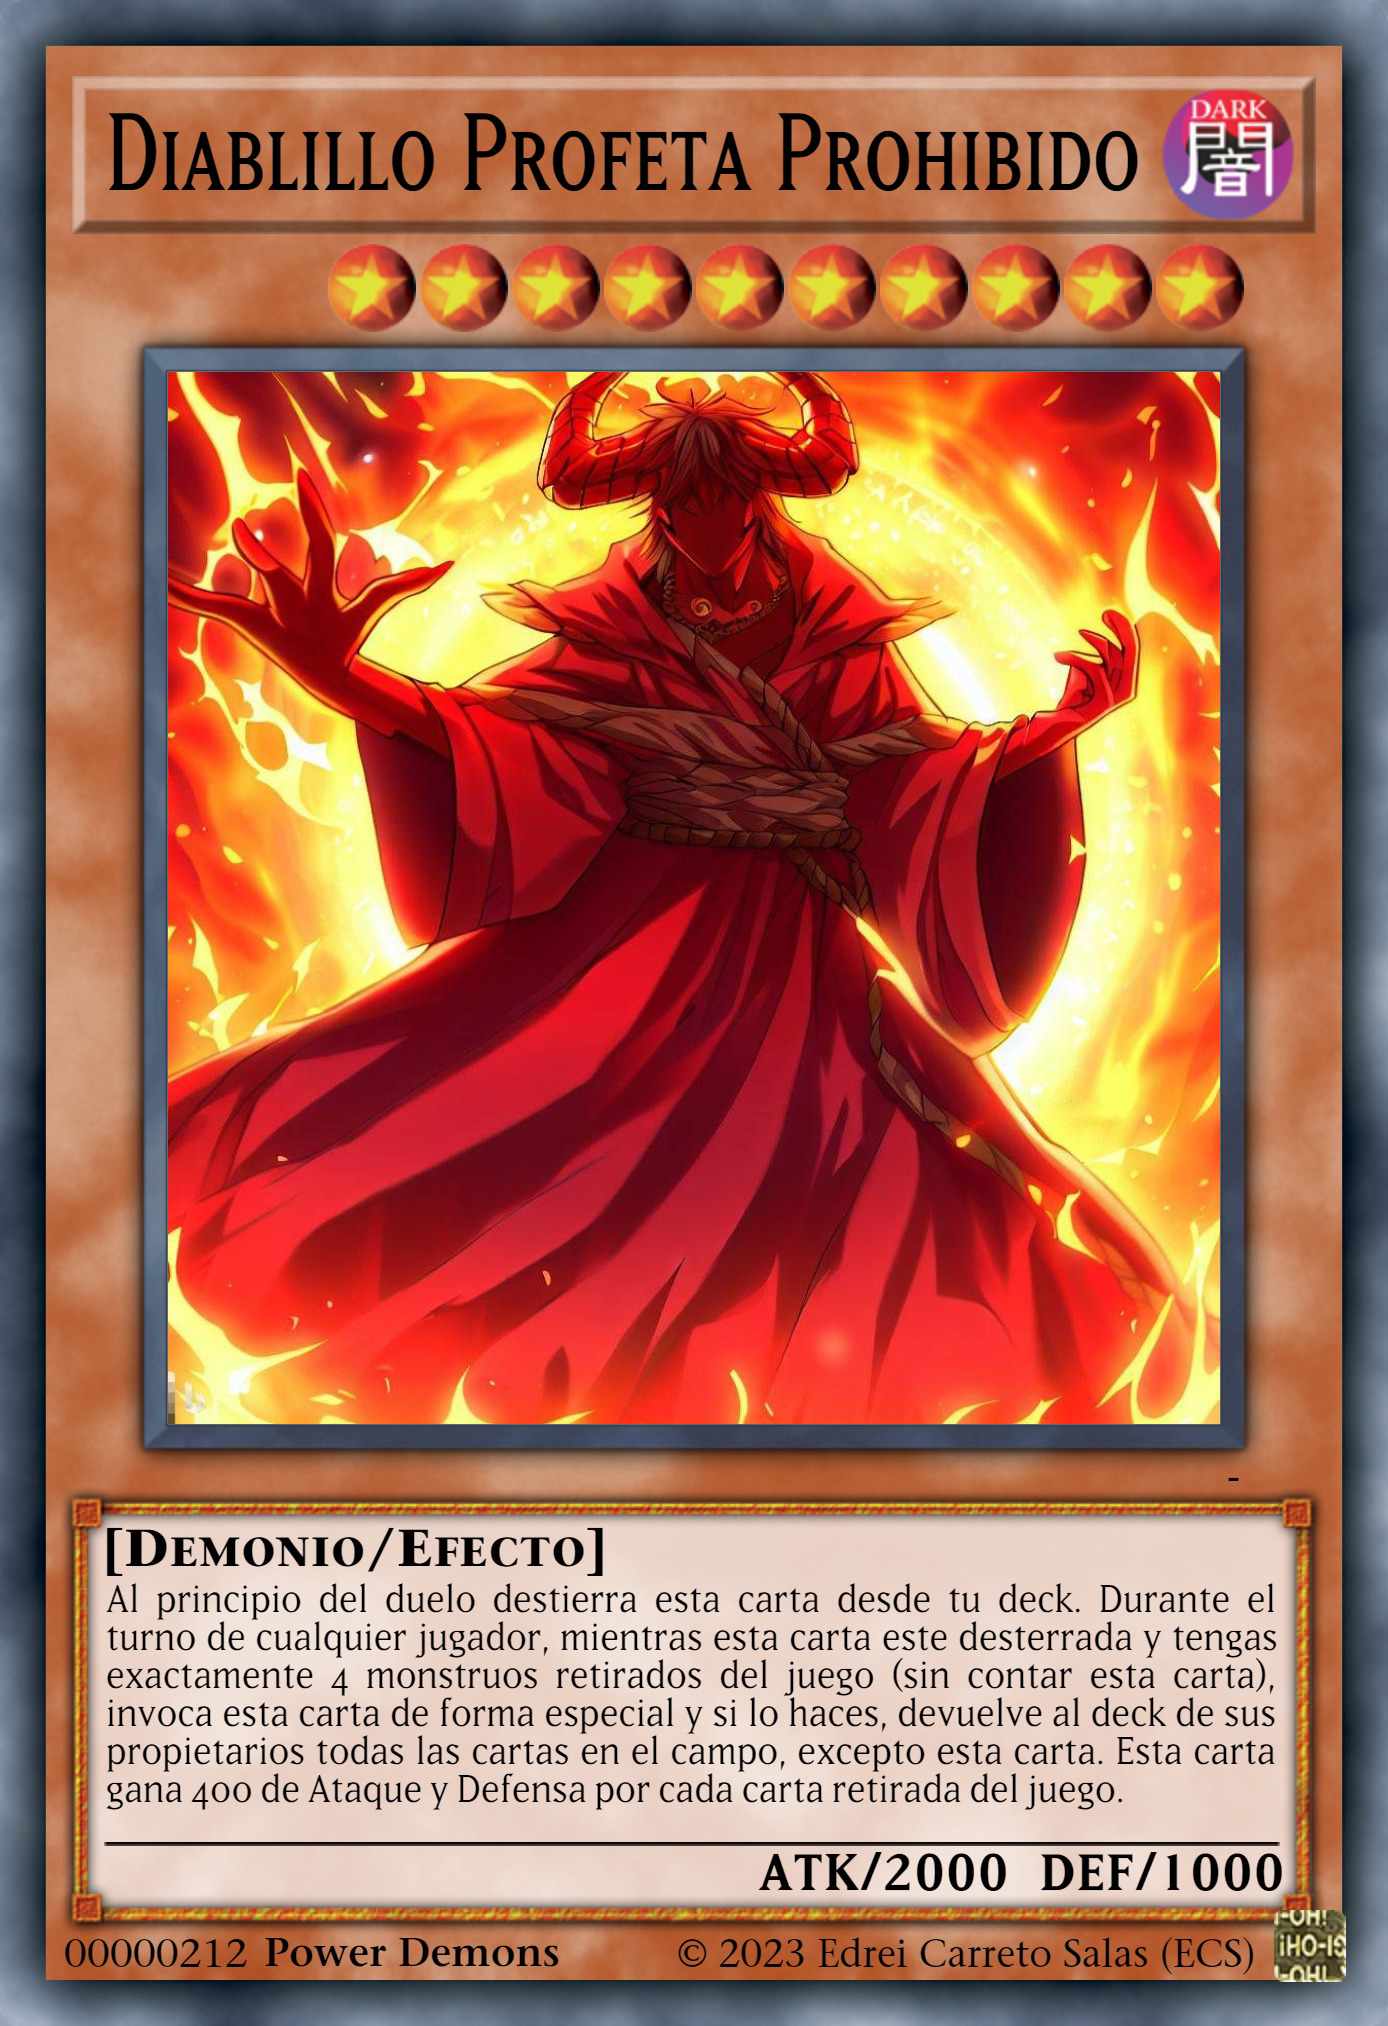 Diablillo Profeta Prohibido
DARK
闇
-
[Demonio/Efecto]
Al principio del duelo destierra esta carta desde tu deck. Durante el
turno de cualquier jugador, mientras esta carta este desterrada y tengas
exactamente 4 monstruos retirados del juego (sin contar esta carta),
invoca esta carta de forma especial y si lo haces, devuelve al deck de sus
propietarios todas las cartas en el campo, excepto esta carta. Esta carta
gana 400 de Ataque y Defensa por cada carta retirada del juego.
ATK/2000 DEF/1000
00000212 Power Demons © 2023 Edrei Carreto Salas (ECS)